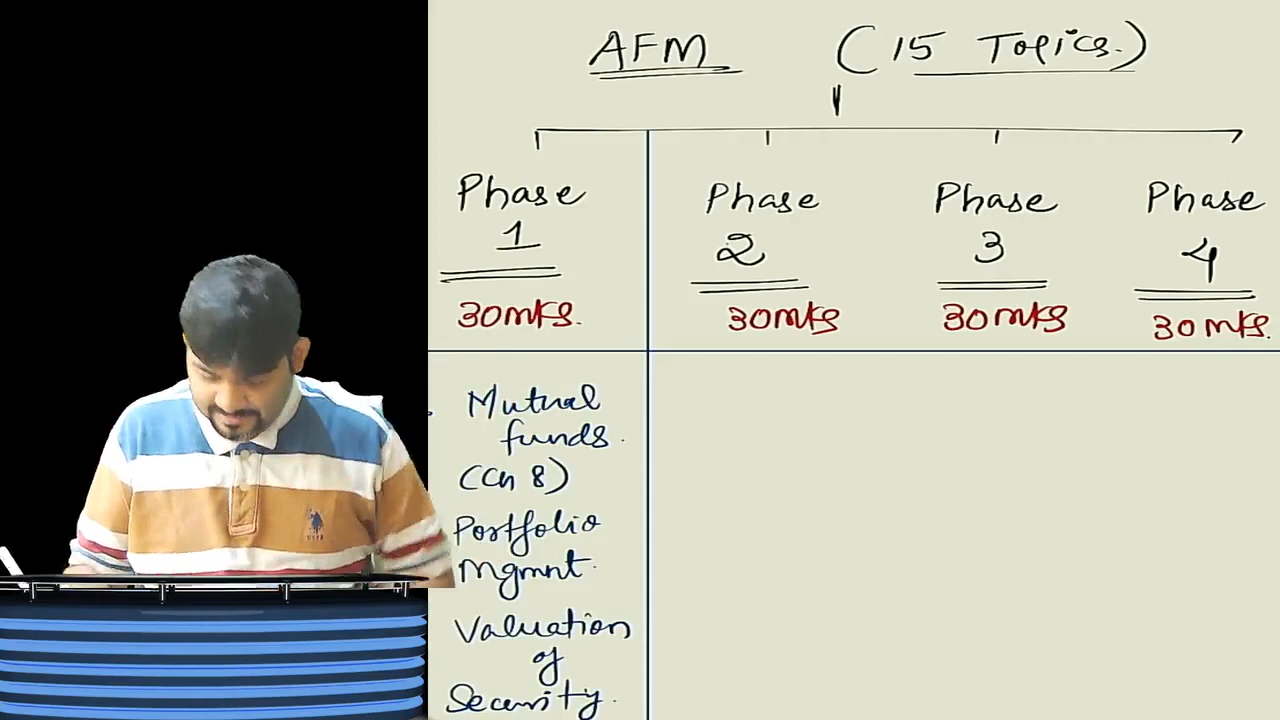 AFM (15 Topics.)
Phase Phase Phase Phase
1 2 3 4
30mks. 30mks 30mks 30mks.
Mutual
funds.
(Ch 8)
Portfolio
Mgmnt.
Valuation
of
Security.